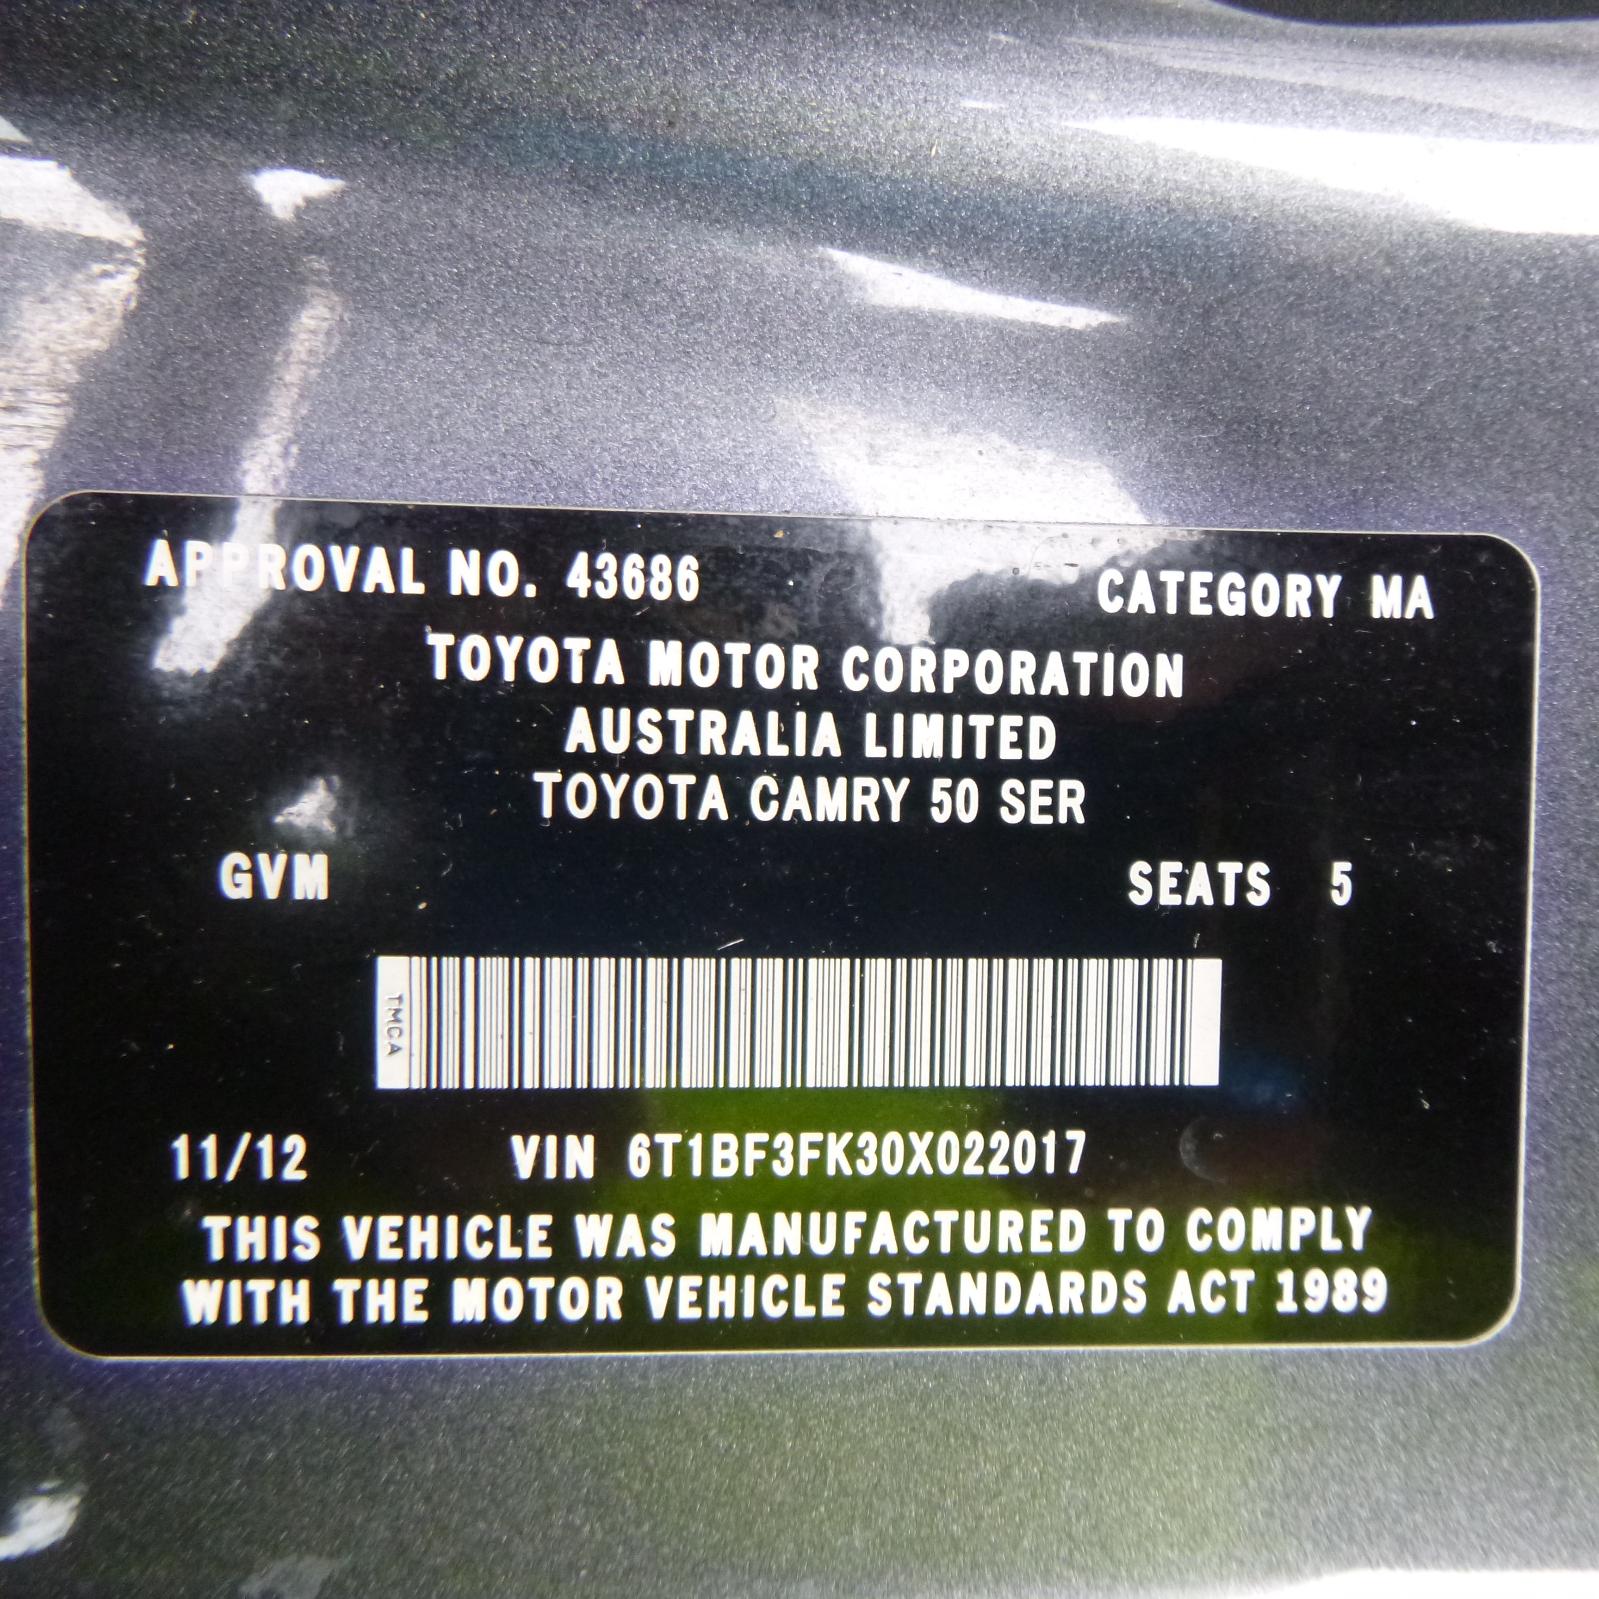 APPROVAL NO. 43686 CATEGORY MA
TOYOTA MOTOR CORPORATION
AUSTRALIA LIMITED
TOYOTA CAMRY 50 SER
GVM SEATS 5
TMCA
11/12 VIN 6T1BF3FK30X022017
THIS VEHICLE WAS MANUFACTURED TO COMPLY
WITH THE MOTOR VEHICLE STANDARDS ACT 1989